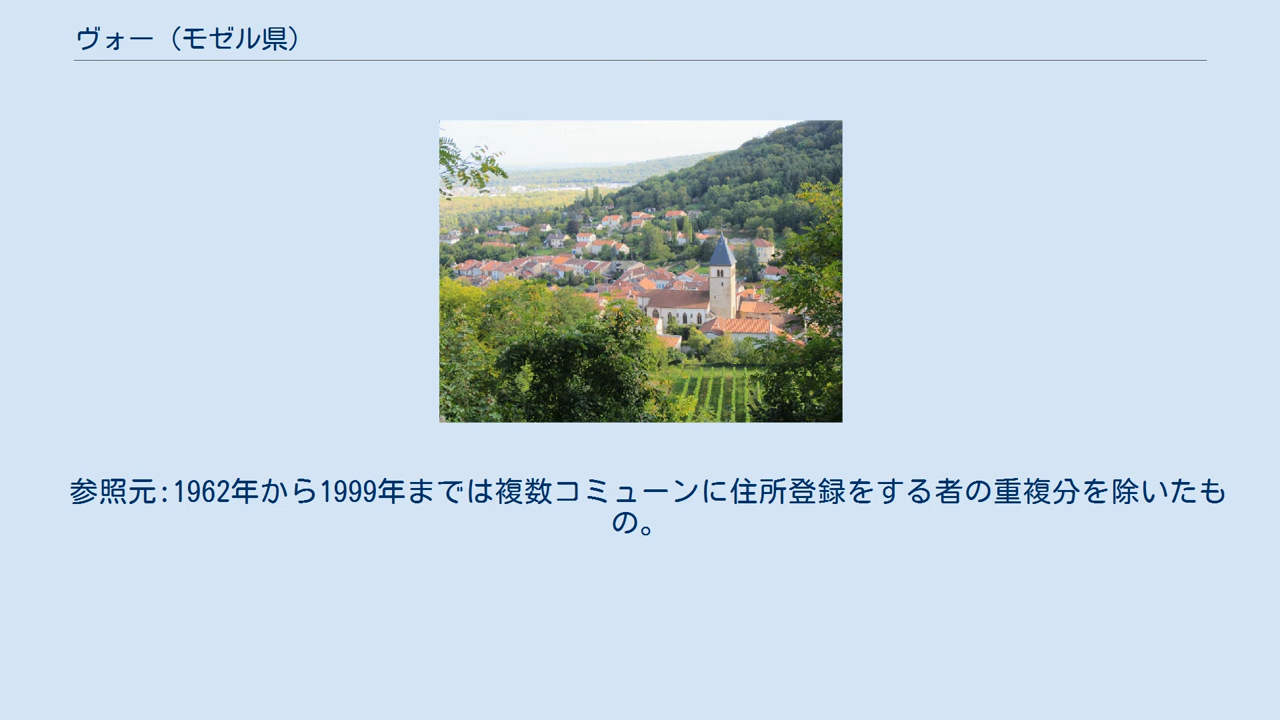 ヴォー（モゼル県）
参照元:1962年から1999年までは複数コミューンに住所登録をする者の重複分を除いたも
の。